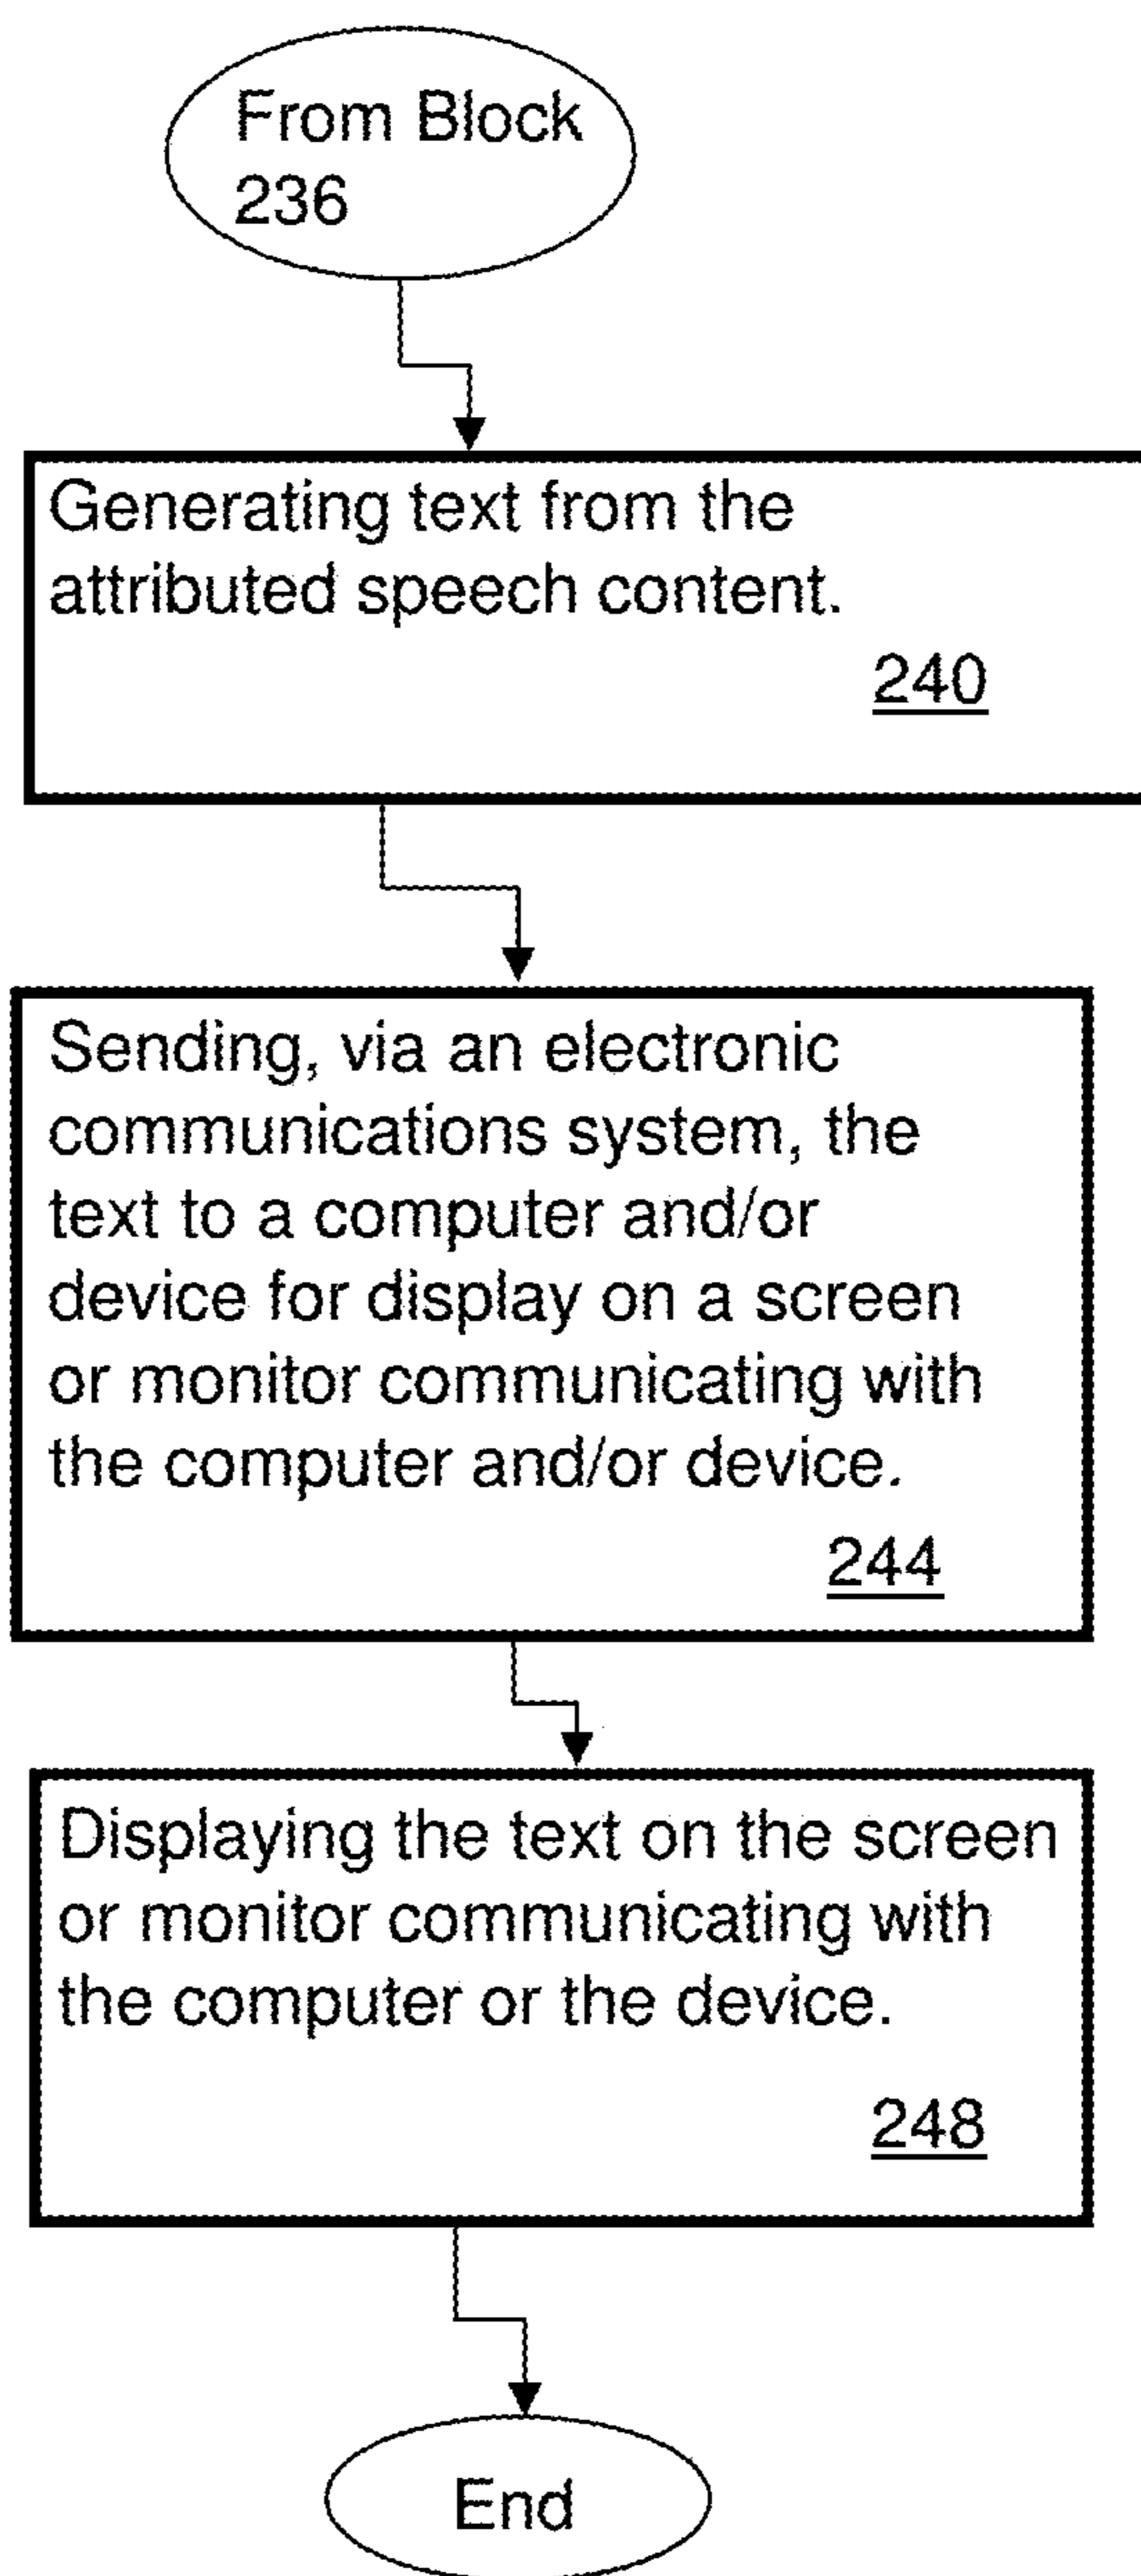 From Block
236
Generating text from the
attributed speech content.
240
Sending, via an electronic
communications system, the
text to a computer and/or
device for display on a screen
or monitor communicating with
the computer and/or device.
244
Displaying the text on the screen
or monitor communicating with
the computer or the device.
248
End